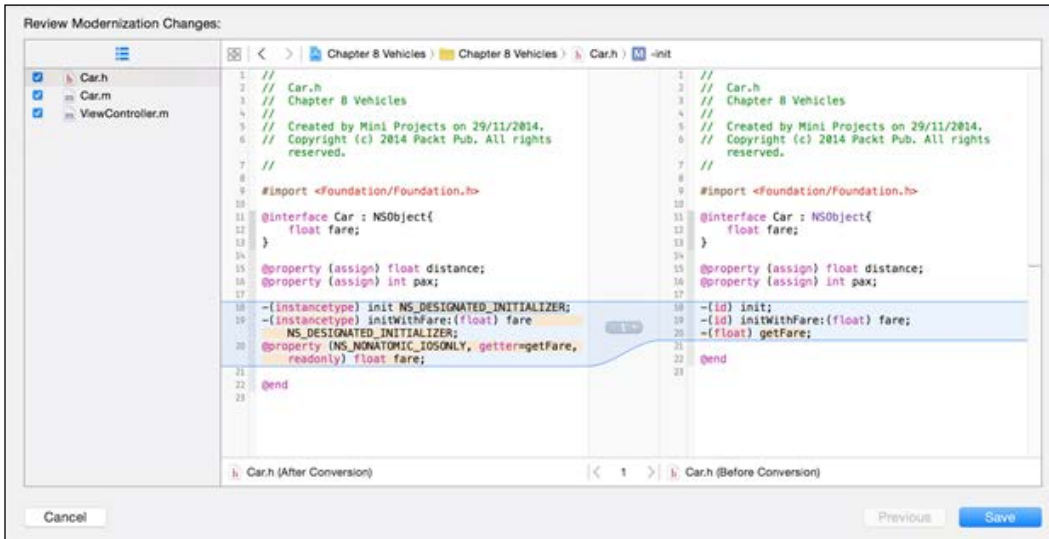 Review Modernization Changes:
Chapter 8 Vehicles 〉 Chapter 8 Vehicles 〉 h Car.h 〉 M -init
h Car.h
m Car.m
m ViewController.m
1 //
2 // Car.h
3 // Chapter 8 Vehicles
4 //
5 // Created by Mini Projects on 29/11/2014.
6 // Copyright (c) 2014 Packt Pub. All rights
reserved.
7 //
8
9 #import <Foundation/Foundation.h>
10
11 @interface Car : NSObject{
12 float fare;
13 }
14
15 @property (assign) float distance;
16 @property (assign) int pax;
17
18 -(instancetype) init NS_DESIGNATED_INITIALIZER;
19 -(instancetype) initWithFare:(float) fare
NS_DESIGNATED_INITIALIZER;
20 @property (NS_NONATOMIC_IOSONLY, getter=getFare,
readonly) float fare;
21
22 @end
23
1
1 //
2 // Car.h
3 // Chapter 8 Vehicles
4 //
5 // Created by Mini Projects on 29/11/2014.
6 // Copyright (c) 2014 Packt Pub. All rights
reserved.
7 //
8
9 #import <Foundation/Foundation.h>
10
11 @interface Car : NSObject{
12 float fare;
13 }
14
15 @property (assign) float distance;
16 @property (assign) int pax;
17
18 -(id) init;
19 -(id) initWithFare:(float) fare;
20 -(float) getFare;
21
22 @end
23
h Car.h (After Conversion)
1
h Car.h (Before Conversion)
Cancel
Previous
Save